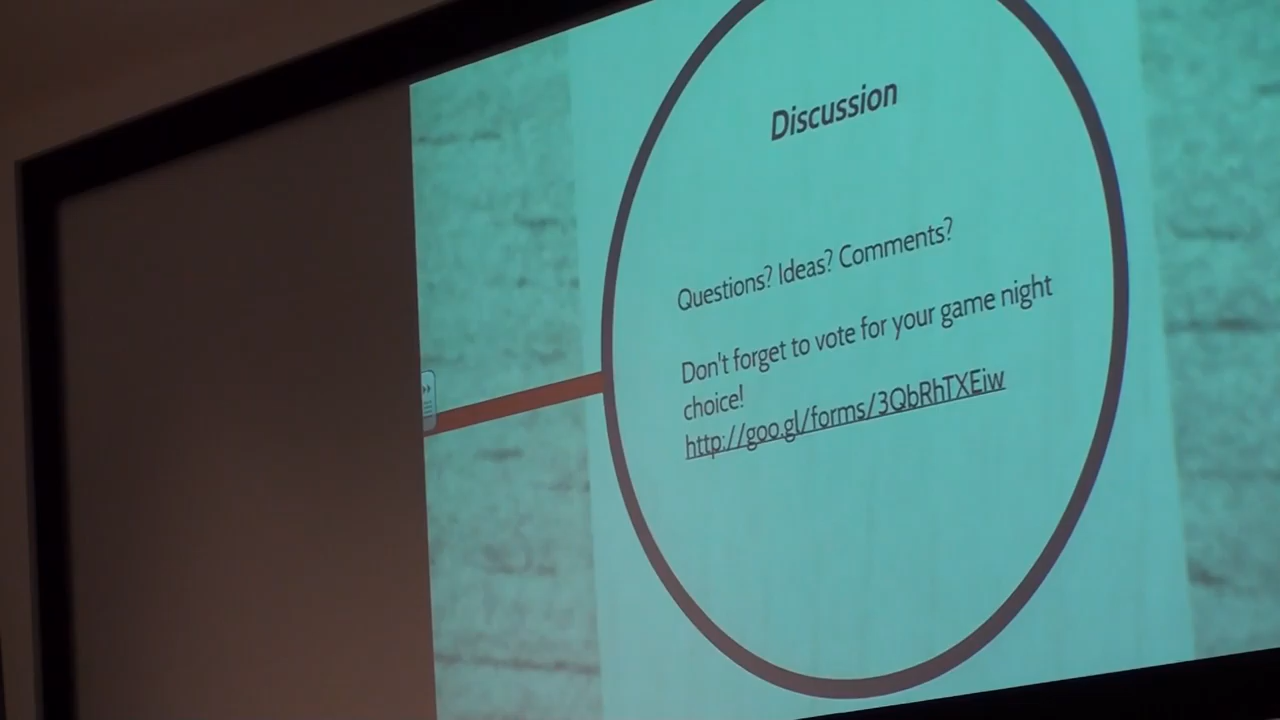 Discussion
Questions? Ideas? Comments?
Don't forget to vote for your game night
choice!
http://goo.gl/forms/3QbRhTXEiw